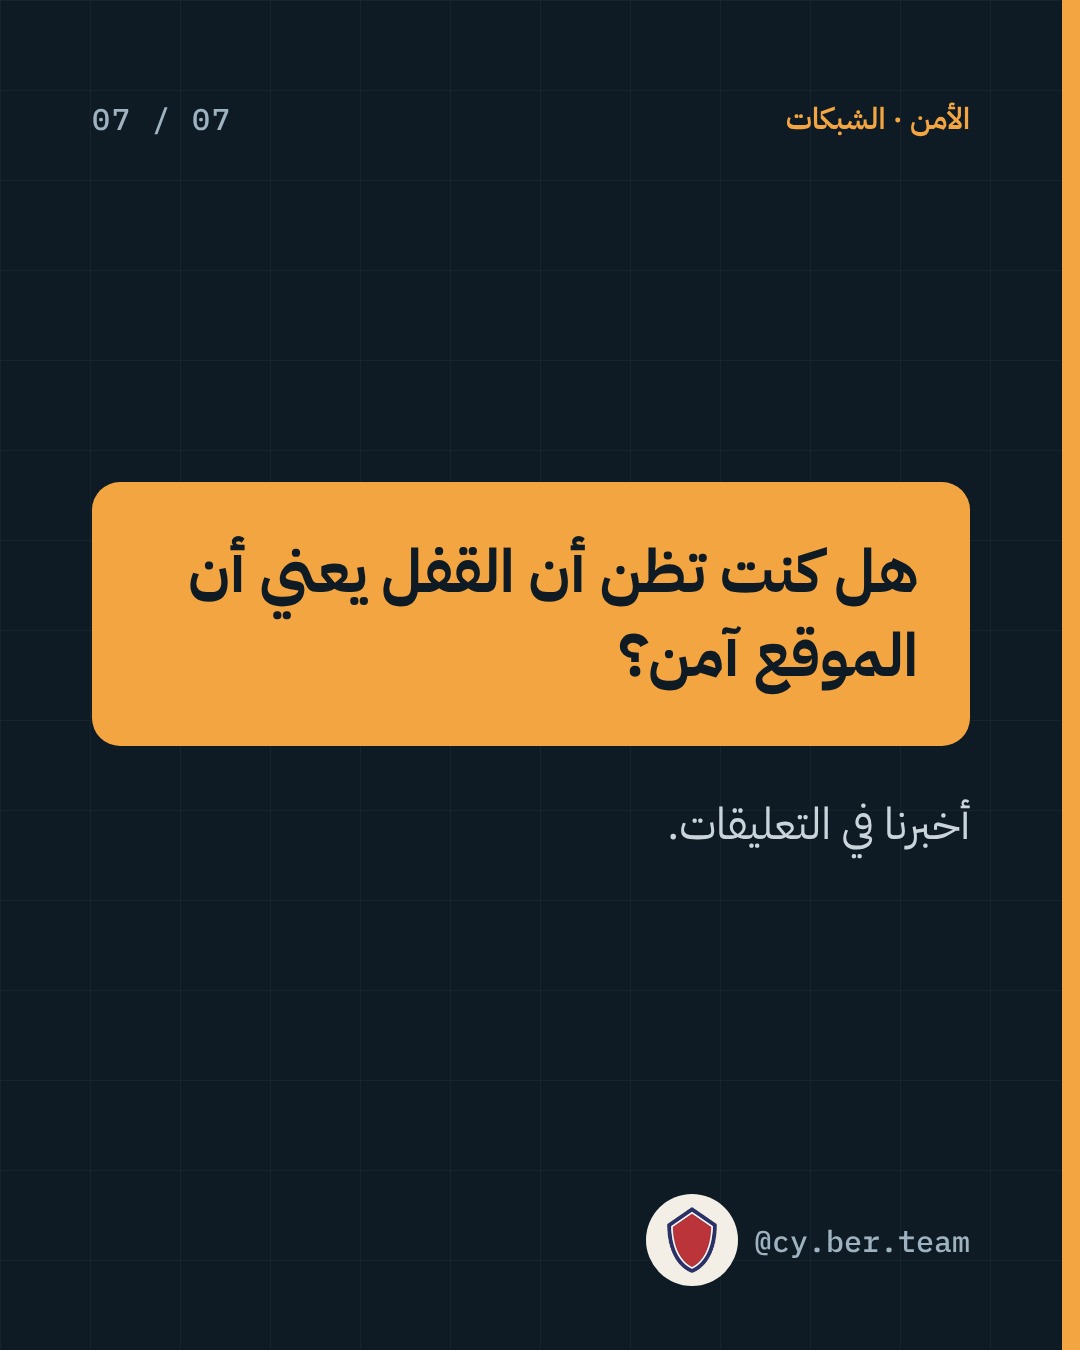 الأمن · الشبكات
07 / 07
هل كنت تظن أن القفل يعني أن
الموقع آمن؟
أخبرنا في التعليقات.
@cy.ber.team